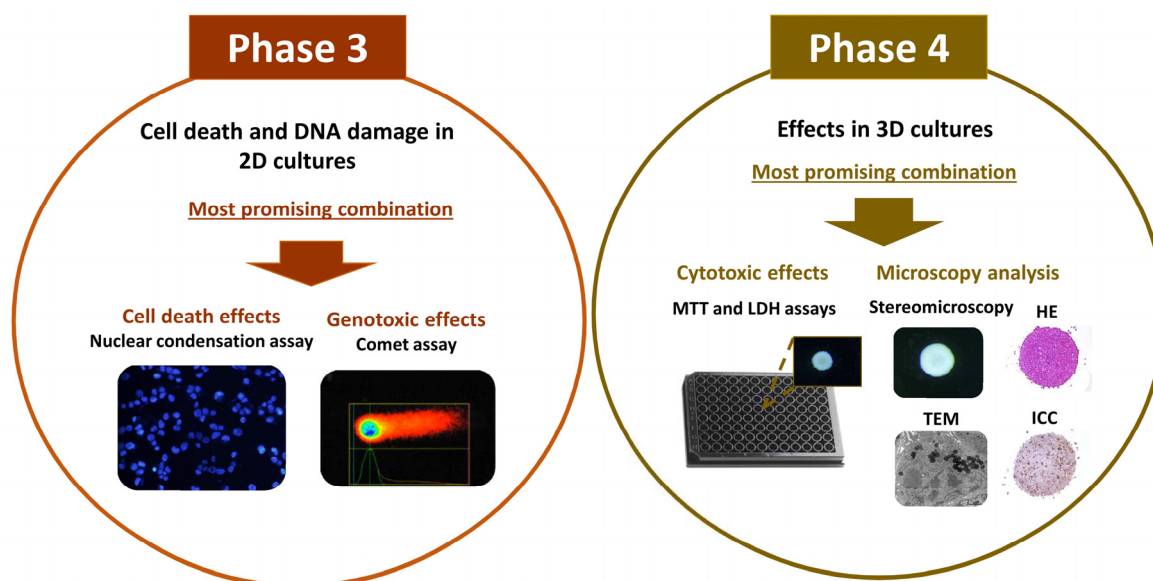 Phase 3
Cell death and DNA damage in
2D cultures
Most promising combination
Cell death effects
Nuclear condensation assay
Genotoxic effects
Comet assay
Phase 4
Effects in 3D cultures
Most promising combination
Cytotoxic effects
MTT and LDH assays
Microscopy analysis
Stereomicroscopy
HE
TEM
ICC